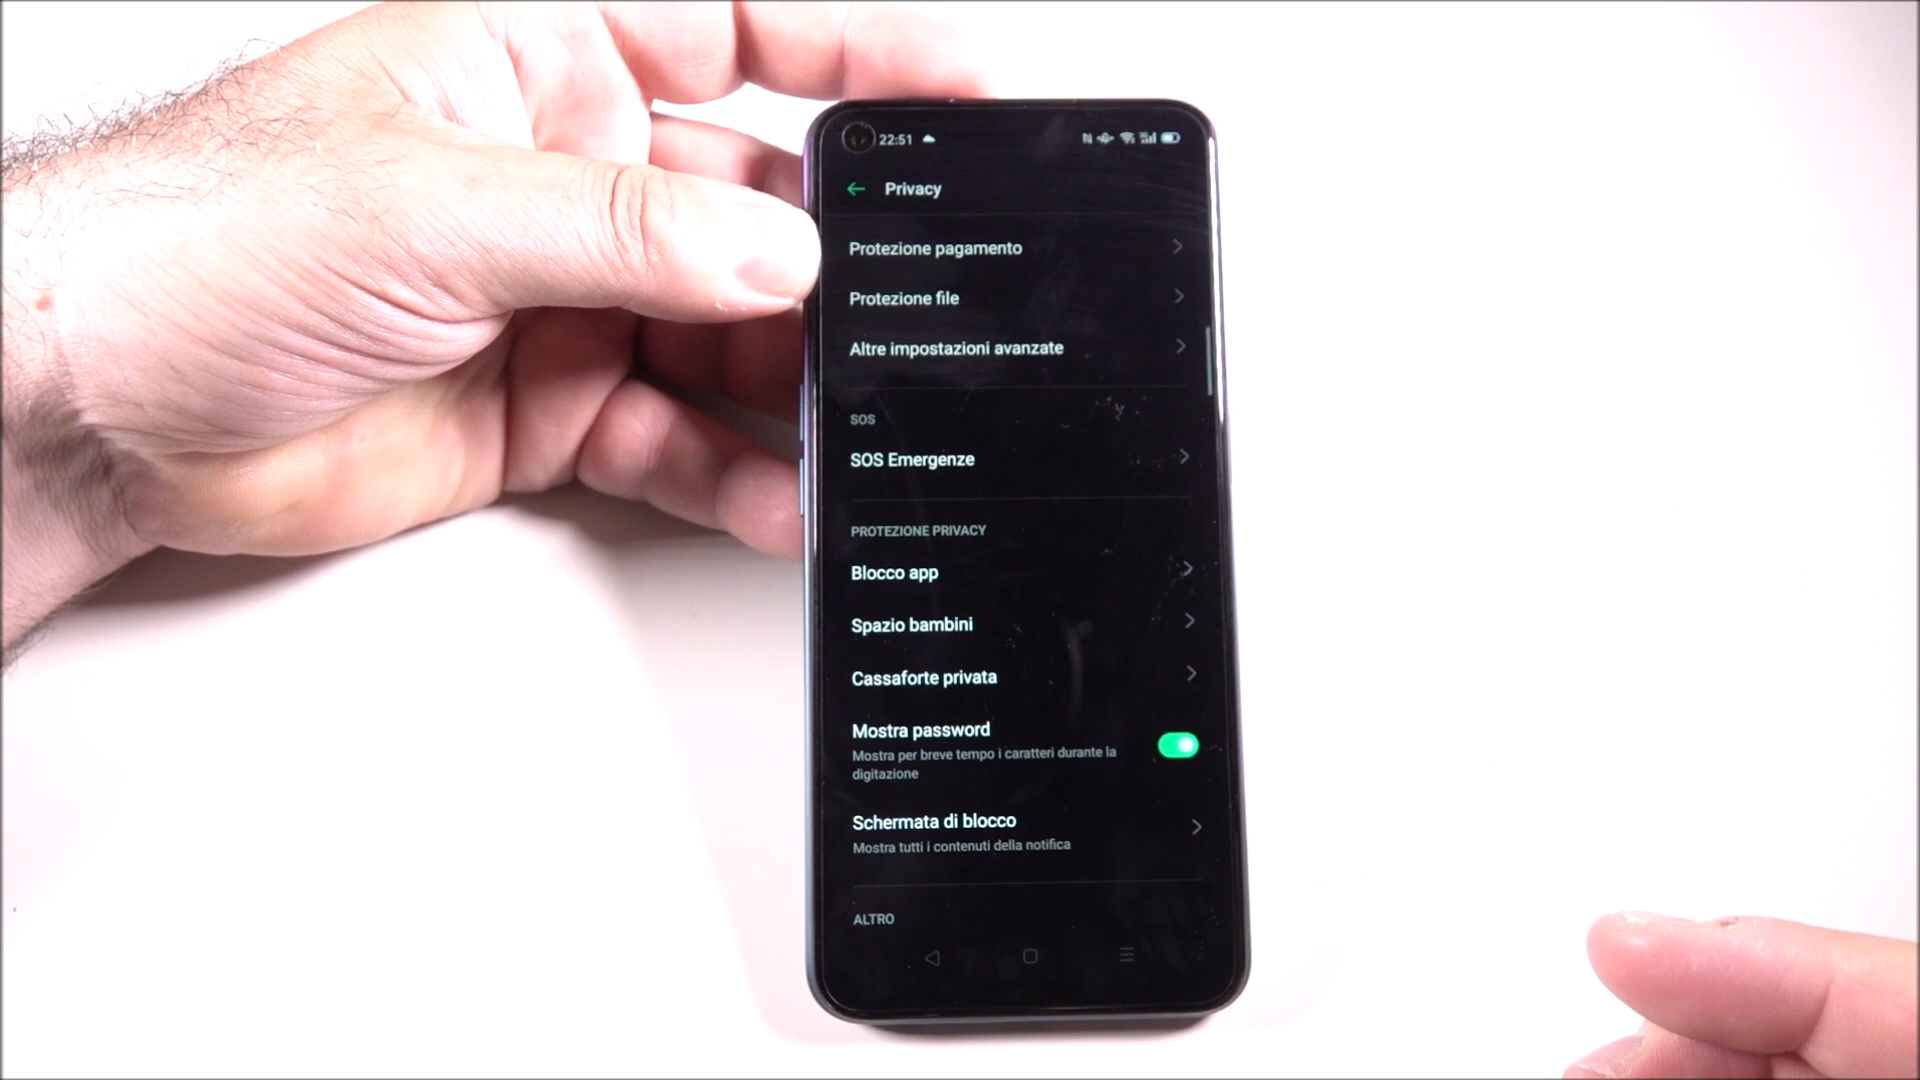 22:51
Privacy
Protezione pagamento
Protezione file
Altre impostazioni avanzate
SOS
SOS Emergenze
PROTEZIONE PRIVACY
Blocco app
Spazio bambini
Cassaforte privata
Mostra password
Mostra per breve tempo i caratteri durante la
digitazione
Schermata di blocco
Mostra tutti i contenuti della notifica
ALTRO